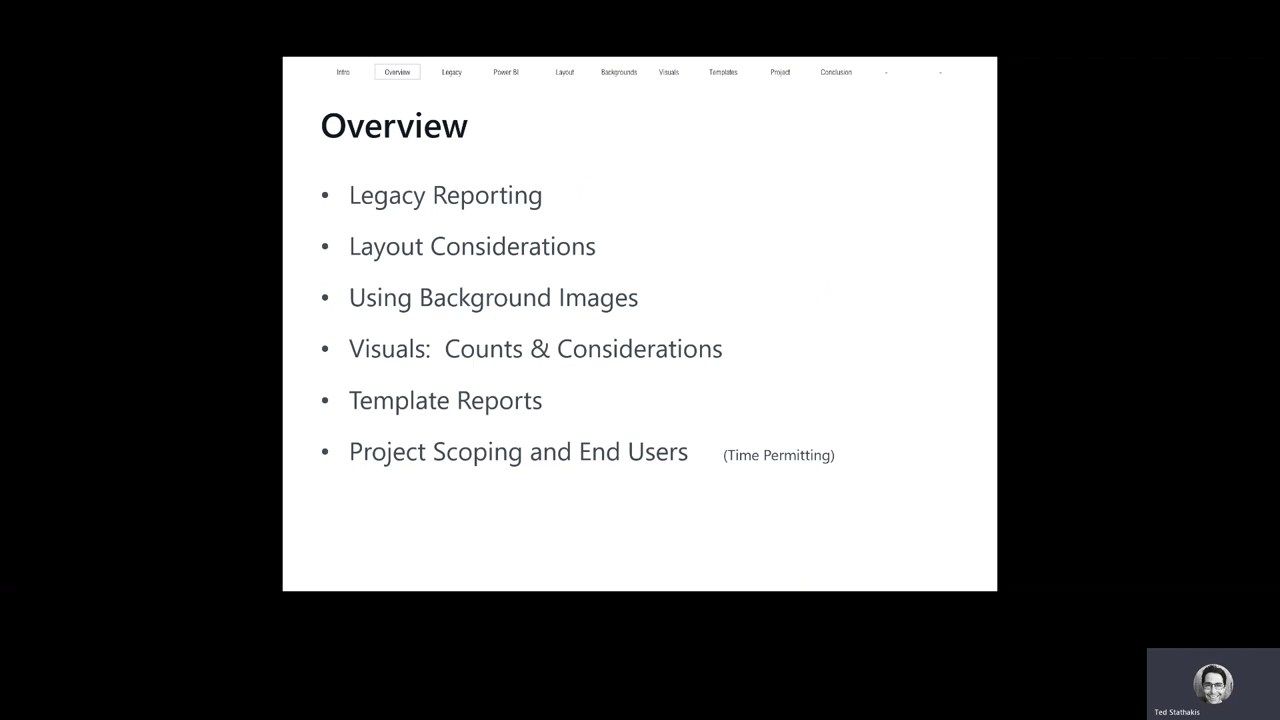 Intro Overview Legacy Power BI Layout Backgrounds Visuals Templates Project Conclusion - -
Overview
• Legacy Reporting
• Layout Considerations
• Using Background Images
• Visuals:  Counts & Considerations
• Template Reports
• Project Scoping and End Users (Time Permitting)
Ted Stathakis